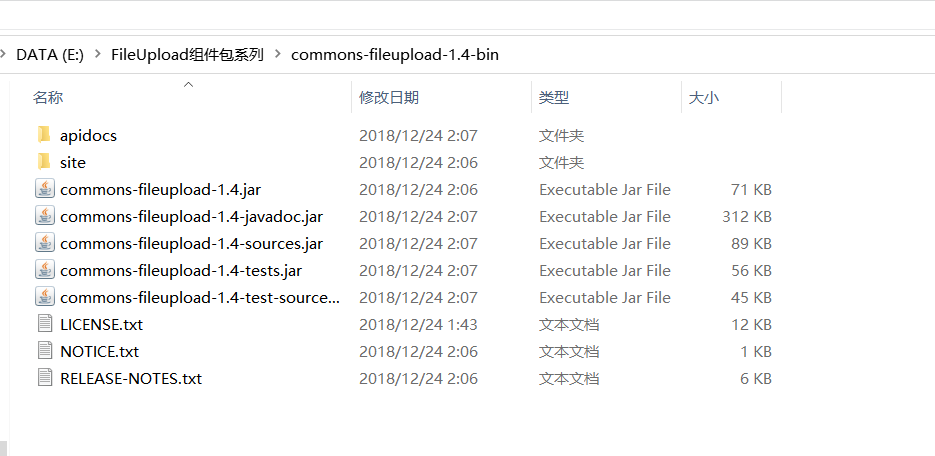 DATA (E:) > FileUpload组件包系列 > commons-fileupload-1.4-bin
名称 修改日期 类型 大小
apidocs 2018/12/24 2:07 文件夹
site 2018/12/24 2:06 文件夹
commons-fileupload-1.4.jar 2018/12/24 2:06 Executable Jar File 71 KB
commons-fileupload-1.4-javadoc.jar 2018/12/24 2:07 Executable Jar File 312 KB
commons-fileupload-1.4-sources.jar 2018/12/24 2:07 Executable Jar File 89 KB
commons-fileupload-1.4-tests.jar 2018/12/24 2:07 Executable Jar File 56 KB
commons-fileupload-1.4-test-source... 2018/12/24 2:07 Executable Jar File 45 KB
LICENSE.txt 2018/12/24 1:43 文本文档 12 KB
NOTICE.txt 2018/12/24 2:06 文本文档 1 KB
RELEASE-NOTES.txt 2018/12/24 2:06 文本文档 6 KB